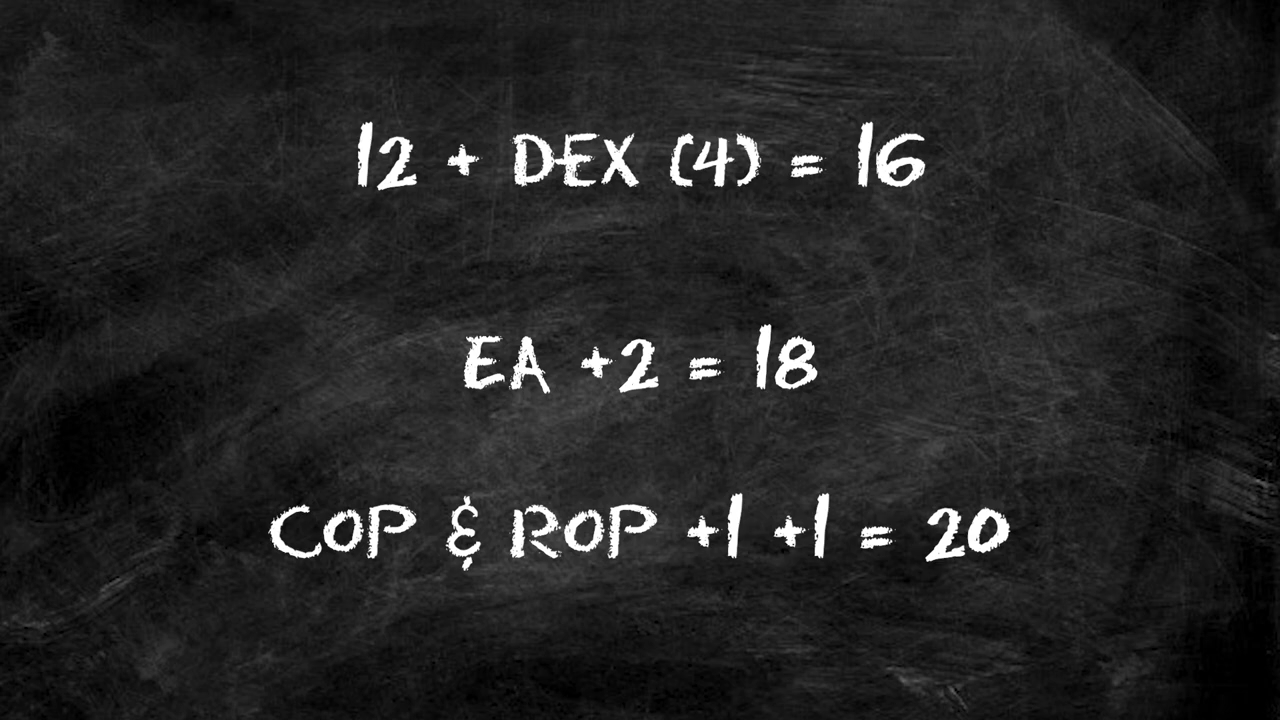 12 + DEX (4) = 16
EA +2 = 18
COP & ROP +1 +1 = 20